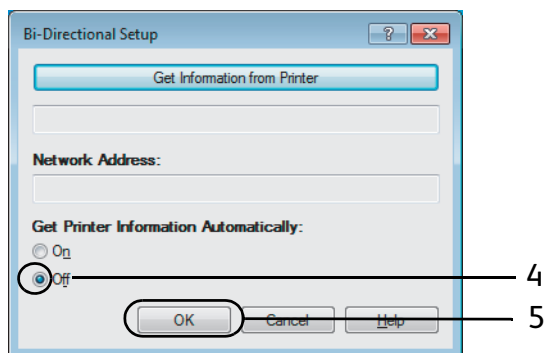 Bi-Directional Setup ?
Get Information from Printer
Network Address:
Get Printer Information Automatically:
On
Off 4
OK Cancel Help 5